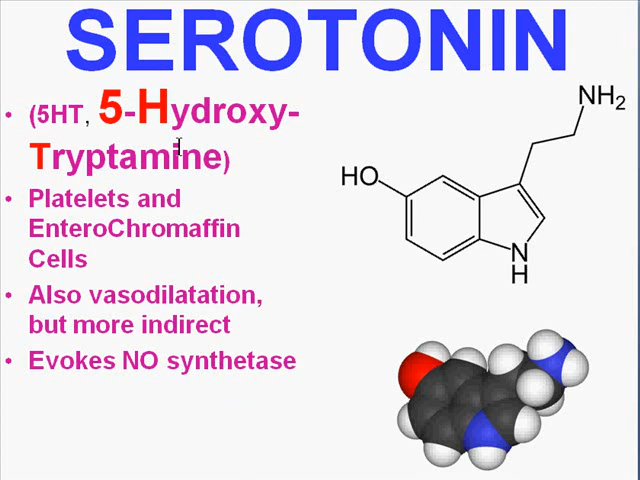 SEROTONIN
• (5HT, 5-Hydroxy-
Tryptamine)
• Platelets and
EnteroChromaffin
Cells
• Also vasodilatation,
but more indirect
• Evokes NO synthetase
NH2
HO
N
H